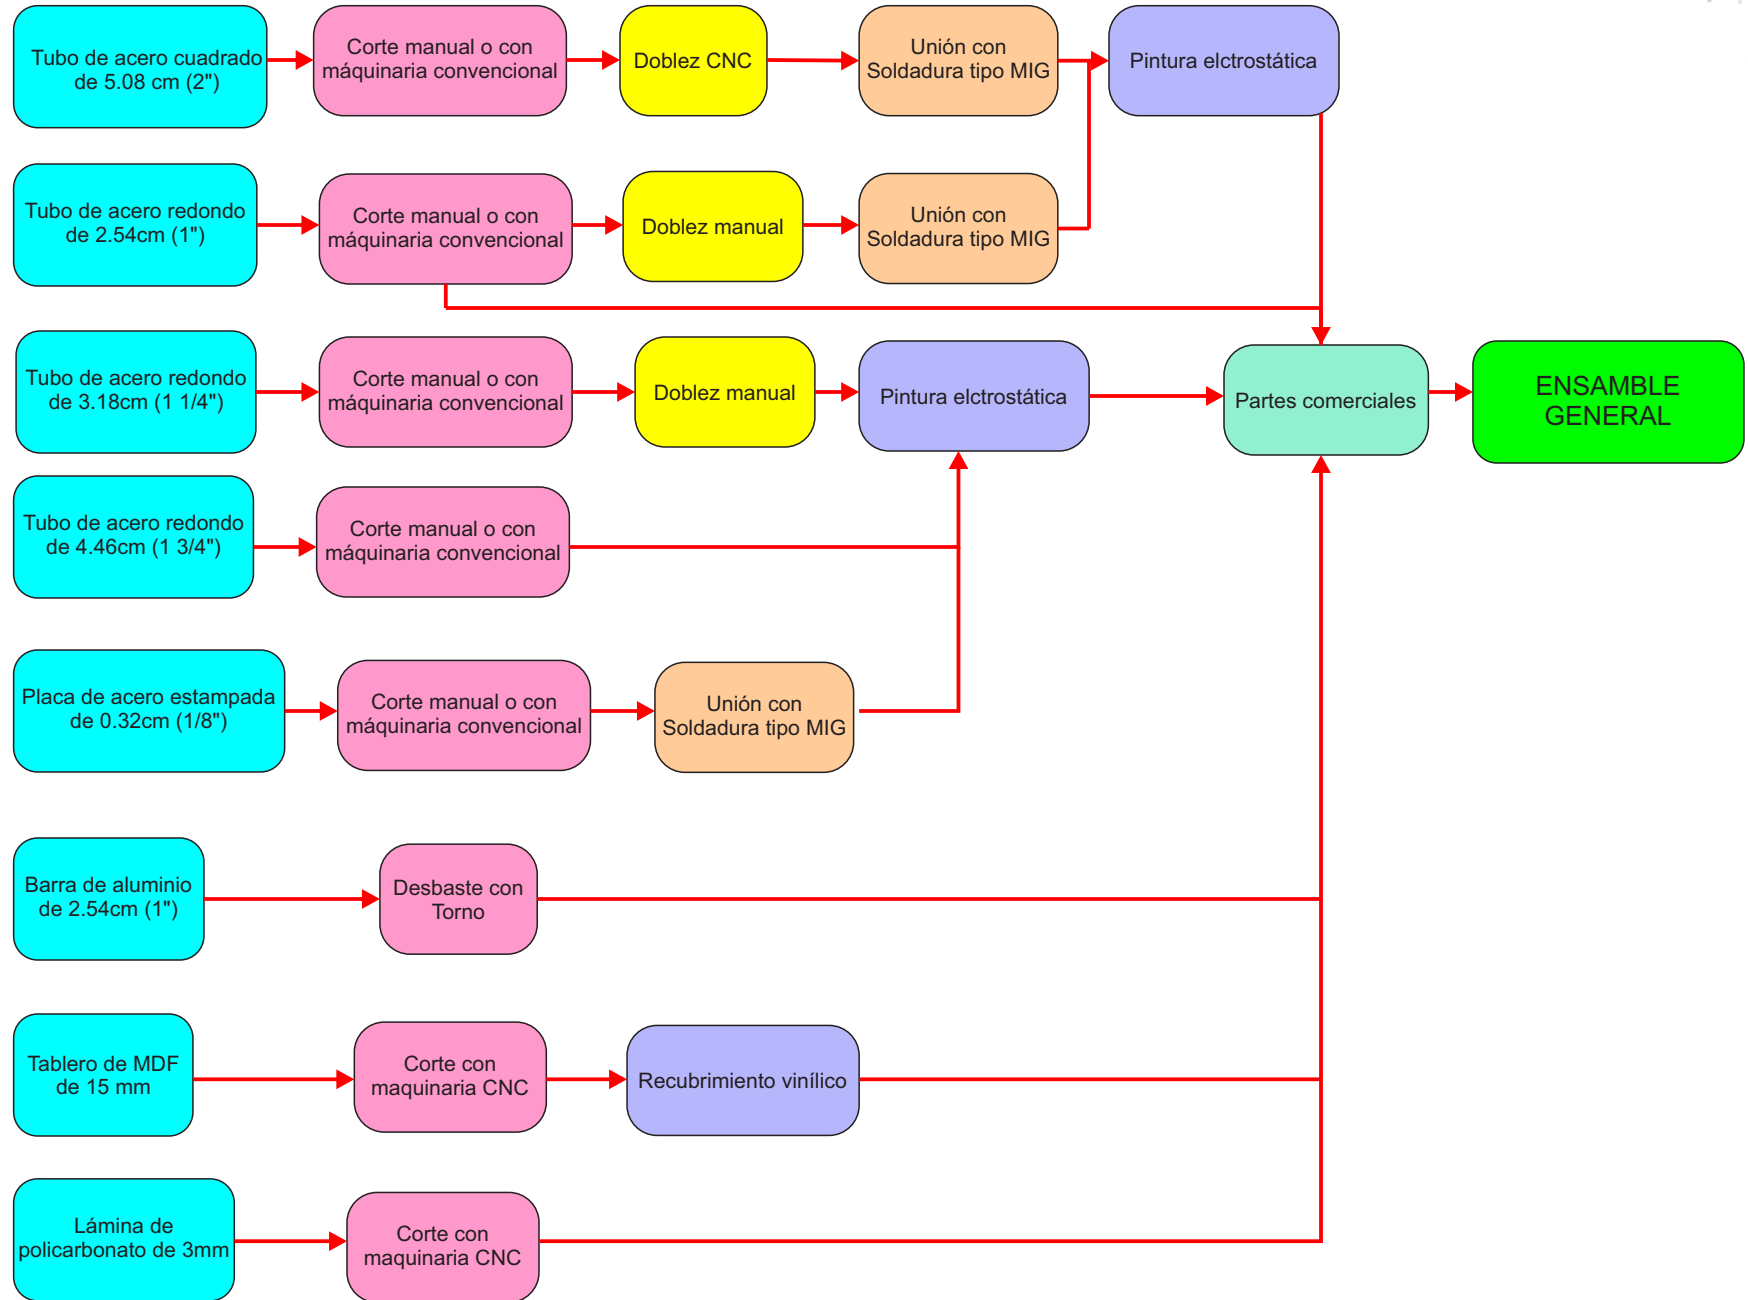 Tubo de acero cuadrado
de 5.08 cm (2")
Corte manual o con
máquinaria convencional
Doblez CNC
Unión con
Soldadura tipo MIG
Pintura elctrostática
Tubo de acero redondo
de 2.54cm (1")
Corte manual o con
máquinaria convencional
Doblez manual
Unión con
Soldadura tipo MIG
Tubo de acero redondo
de 3.18cm (1 1/4")
Corte manual o con
máquinaria convencional
Doblez manual
Pintura elctrostática
Partes comerciales
ENSAMBLE
GENERAL
Tubo de acero redondo
de 4.46cm (1 3/4")
Corte manual o con
máquinaria convencional
Placa de acero estampada
de 0.32cm (1/8")
Corte manual o con
máquinaria convencional
Unión con
Soldadura tipo MIG
Barra de aluminio
de 2.54cm (1")
Desbaste con
Torno
Tablero de MDF
de 15 mm
Corte con
maquinaria CNC
Recubrimiento vinílico
Lámina de
policarbonato de 3mm
Corte con
maquinaria CNC